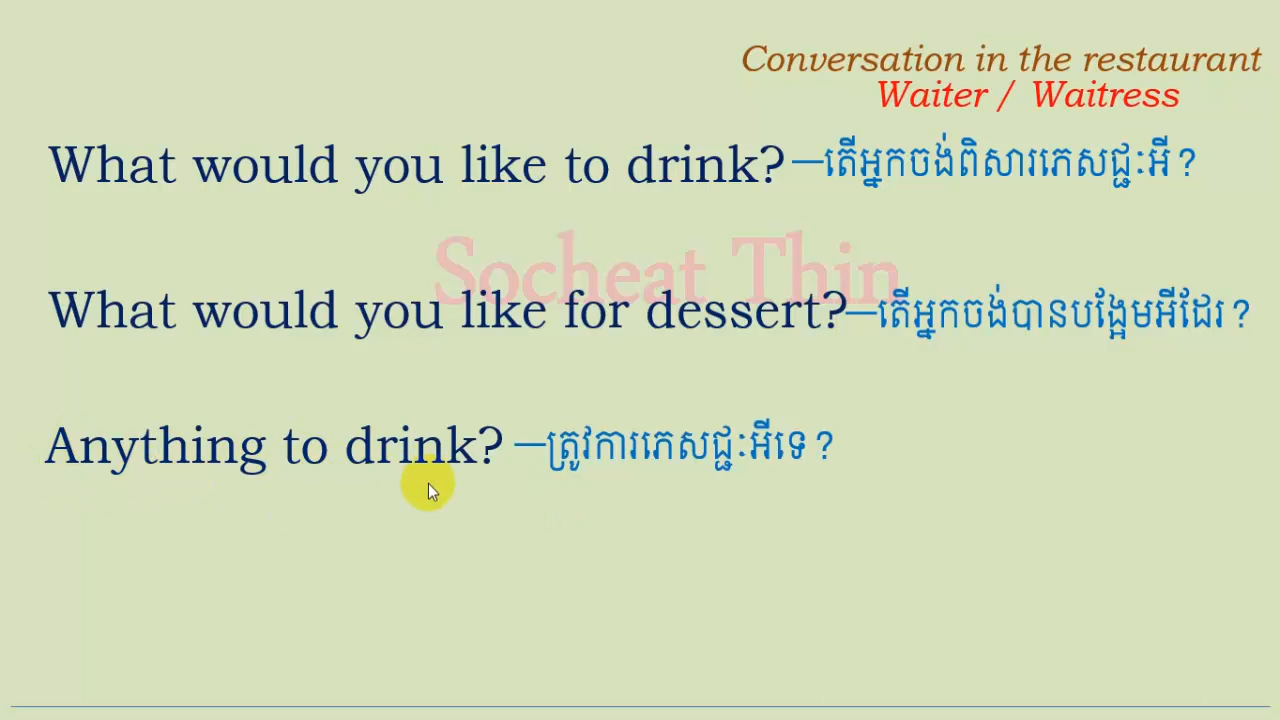 Conversation in the restaurant
Waiter / Waitress
What would you like to drink? —តើអ្នកចង់ពិសារភេសជ្ជៈអី ?
Socheat Thin
What would you like for dessert?—តើអ្នកចង់បានបង្អែមអីដែរ ?
Anything to drink? —ត្រូវការភេសជ្ជៈអីទេ ?